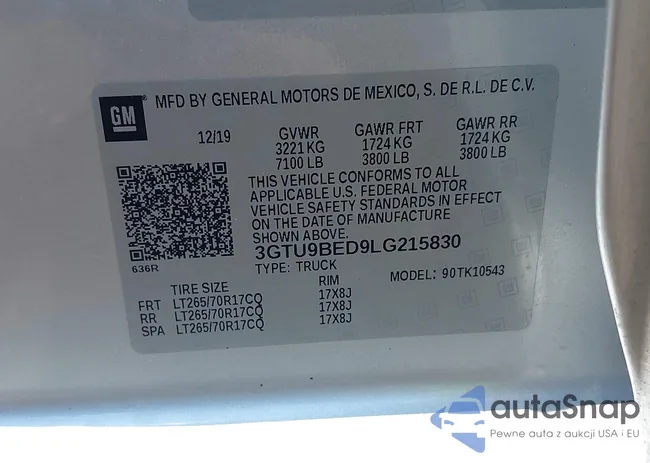 GM
MFD BY GENERAL MOTORS DE MEXICO, S. DE R.L. DE C.V.
12/19 GVWR GAWR FRT GAWR RR
3221 KG 1724 KG 1724 KG
7100 LB 3800 LB 3800 LB
THIS VEHICLE CONFORMS TO ALL
APPLICABLE U.S. FEDERAL MOTOR
VEHICLE SAFETY STANDARDS IN EFFECT
ON THE DATE OF MANUFACTURE
SHOWN ABOVE.
3GTU9BED9LG215830
636R
TYPE: TRUCK MODEL: 90TK10543
TIRE SIZE RIM
FRT LT265/70R17CQ 17X8J
RR LT265/70R17CQ 17X8J
SPA LT265/70R17CQ 17X8J
autaSnap
Pewne auta z aukcji USA i EU